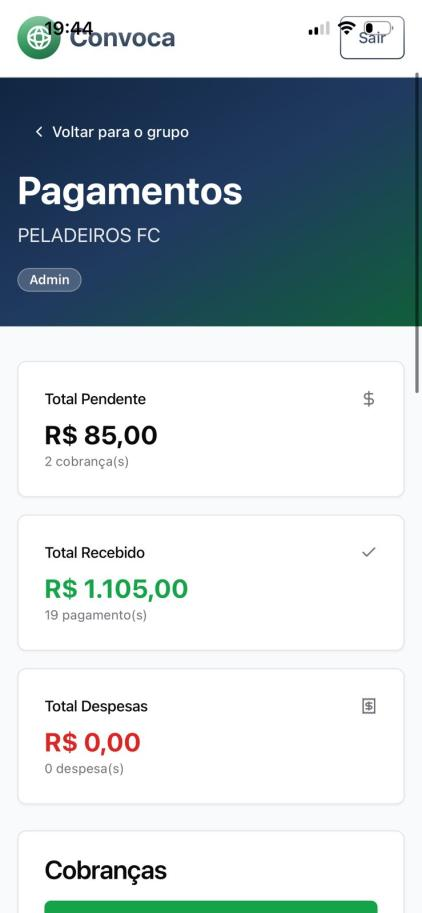 19:44
Convoca
Sair
Voltar para o grupo
Pagamentos
PELADEIROS FC
Admin
Total Pendente
$
R$ 85,00
2 cobrança(s)
Total Recebido
R$ 1.105,00
19 pagamento(s)
Total Despesas
$
R$ 0,00
0 despesa(s)
Cobranças